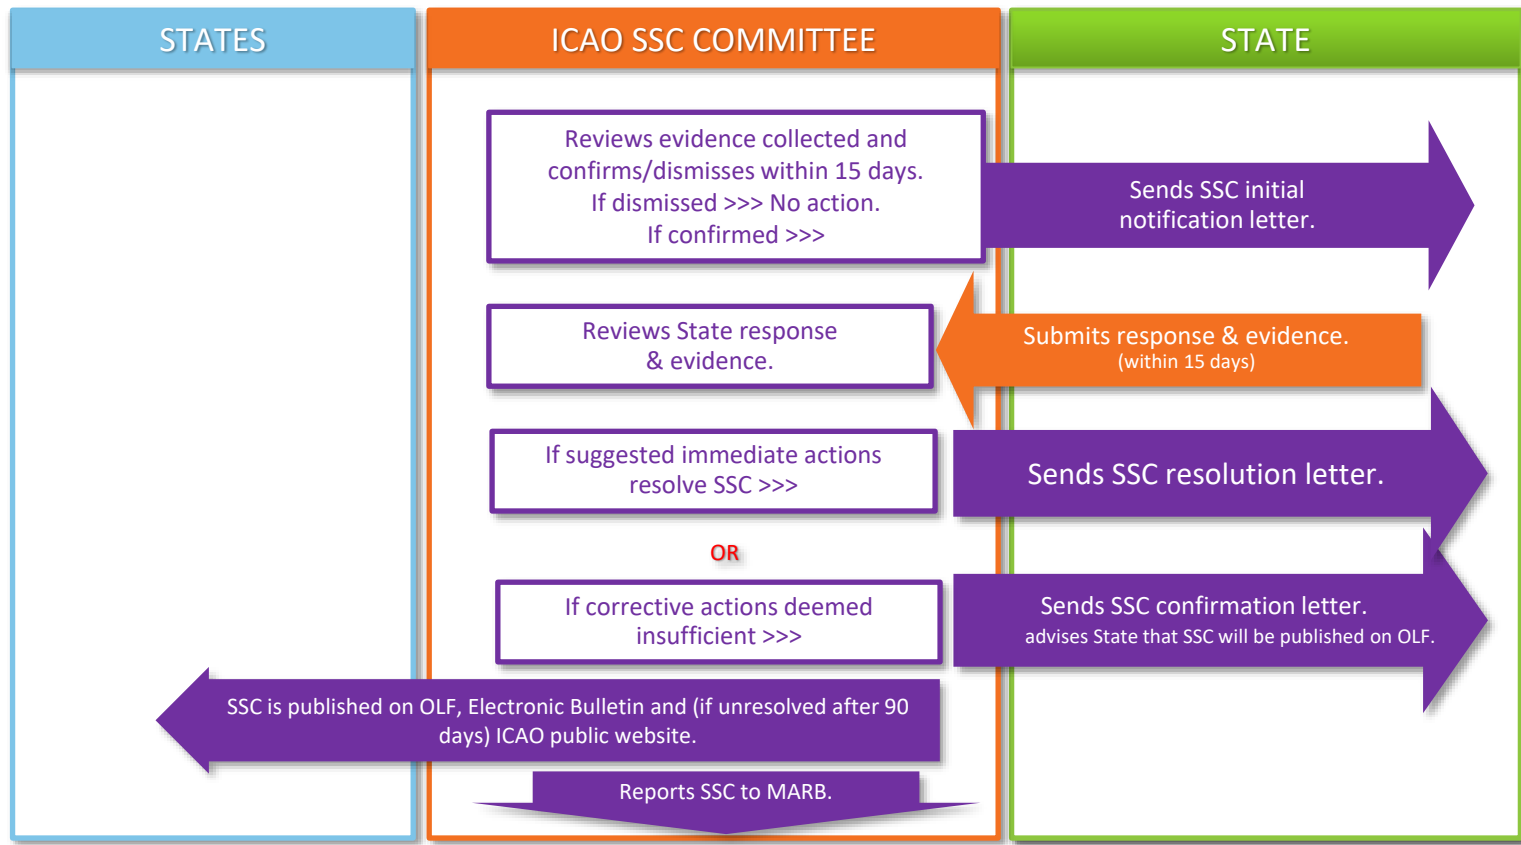 STATES
ICAO SSC COMMITTEE
STATE
Reviews evidence collected and
confirms/dismisses within 15 days.
If dismissed >>> No action.
If confirmed >>>
Sends SSC initial
notification letter.
Reviews State response
& evidence.
Submits response & evidence.
(within 15 days)
If suggested immediate actions
resolve SSC >>>
Sends SSC resolution letter.
OR
If corrective actions deemed
insufficient >>>
Sends SSC confirmation letter.
advises State that SSC will be published on OLF.
SSC is published on OLF, Electronic Bulletin and (if unresolved after 90
days) ICAO public website.
Reports SSC to MARB.